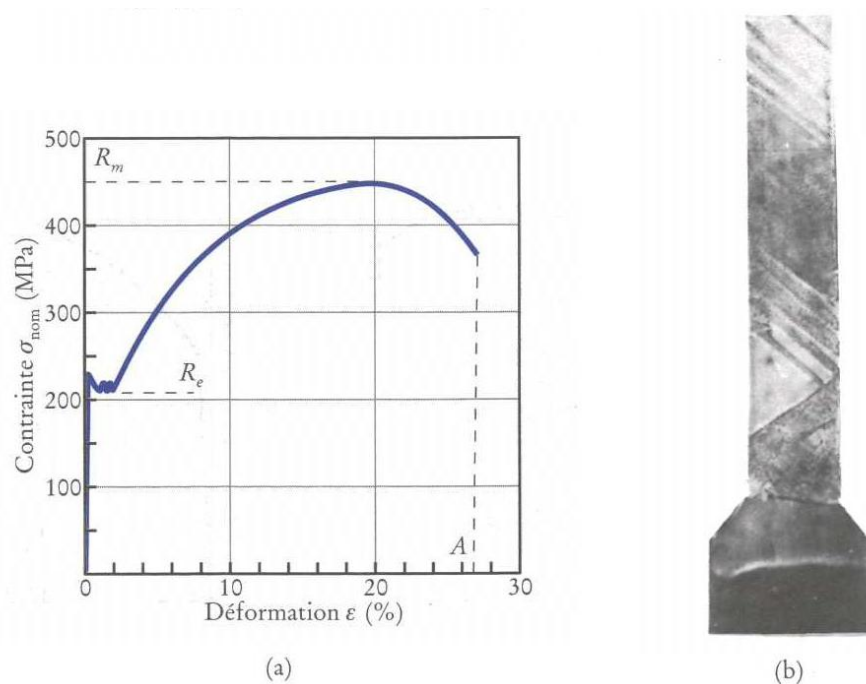 500
R_m
400
300
R_e
200
100
A
0
10
20
30
Contrainte σ_nom (MPa)
Déformation ε (%)
(a)
(b)